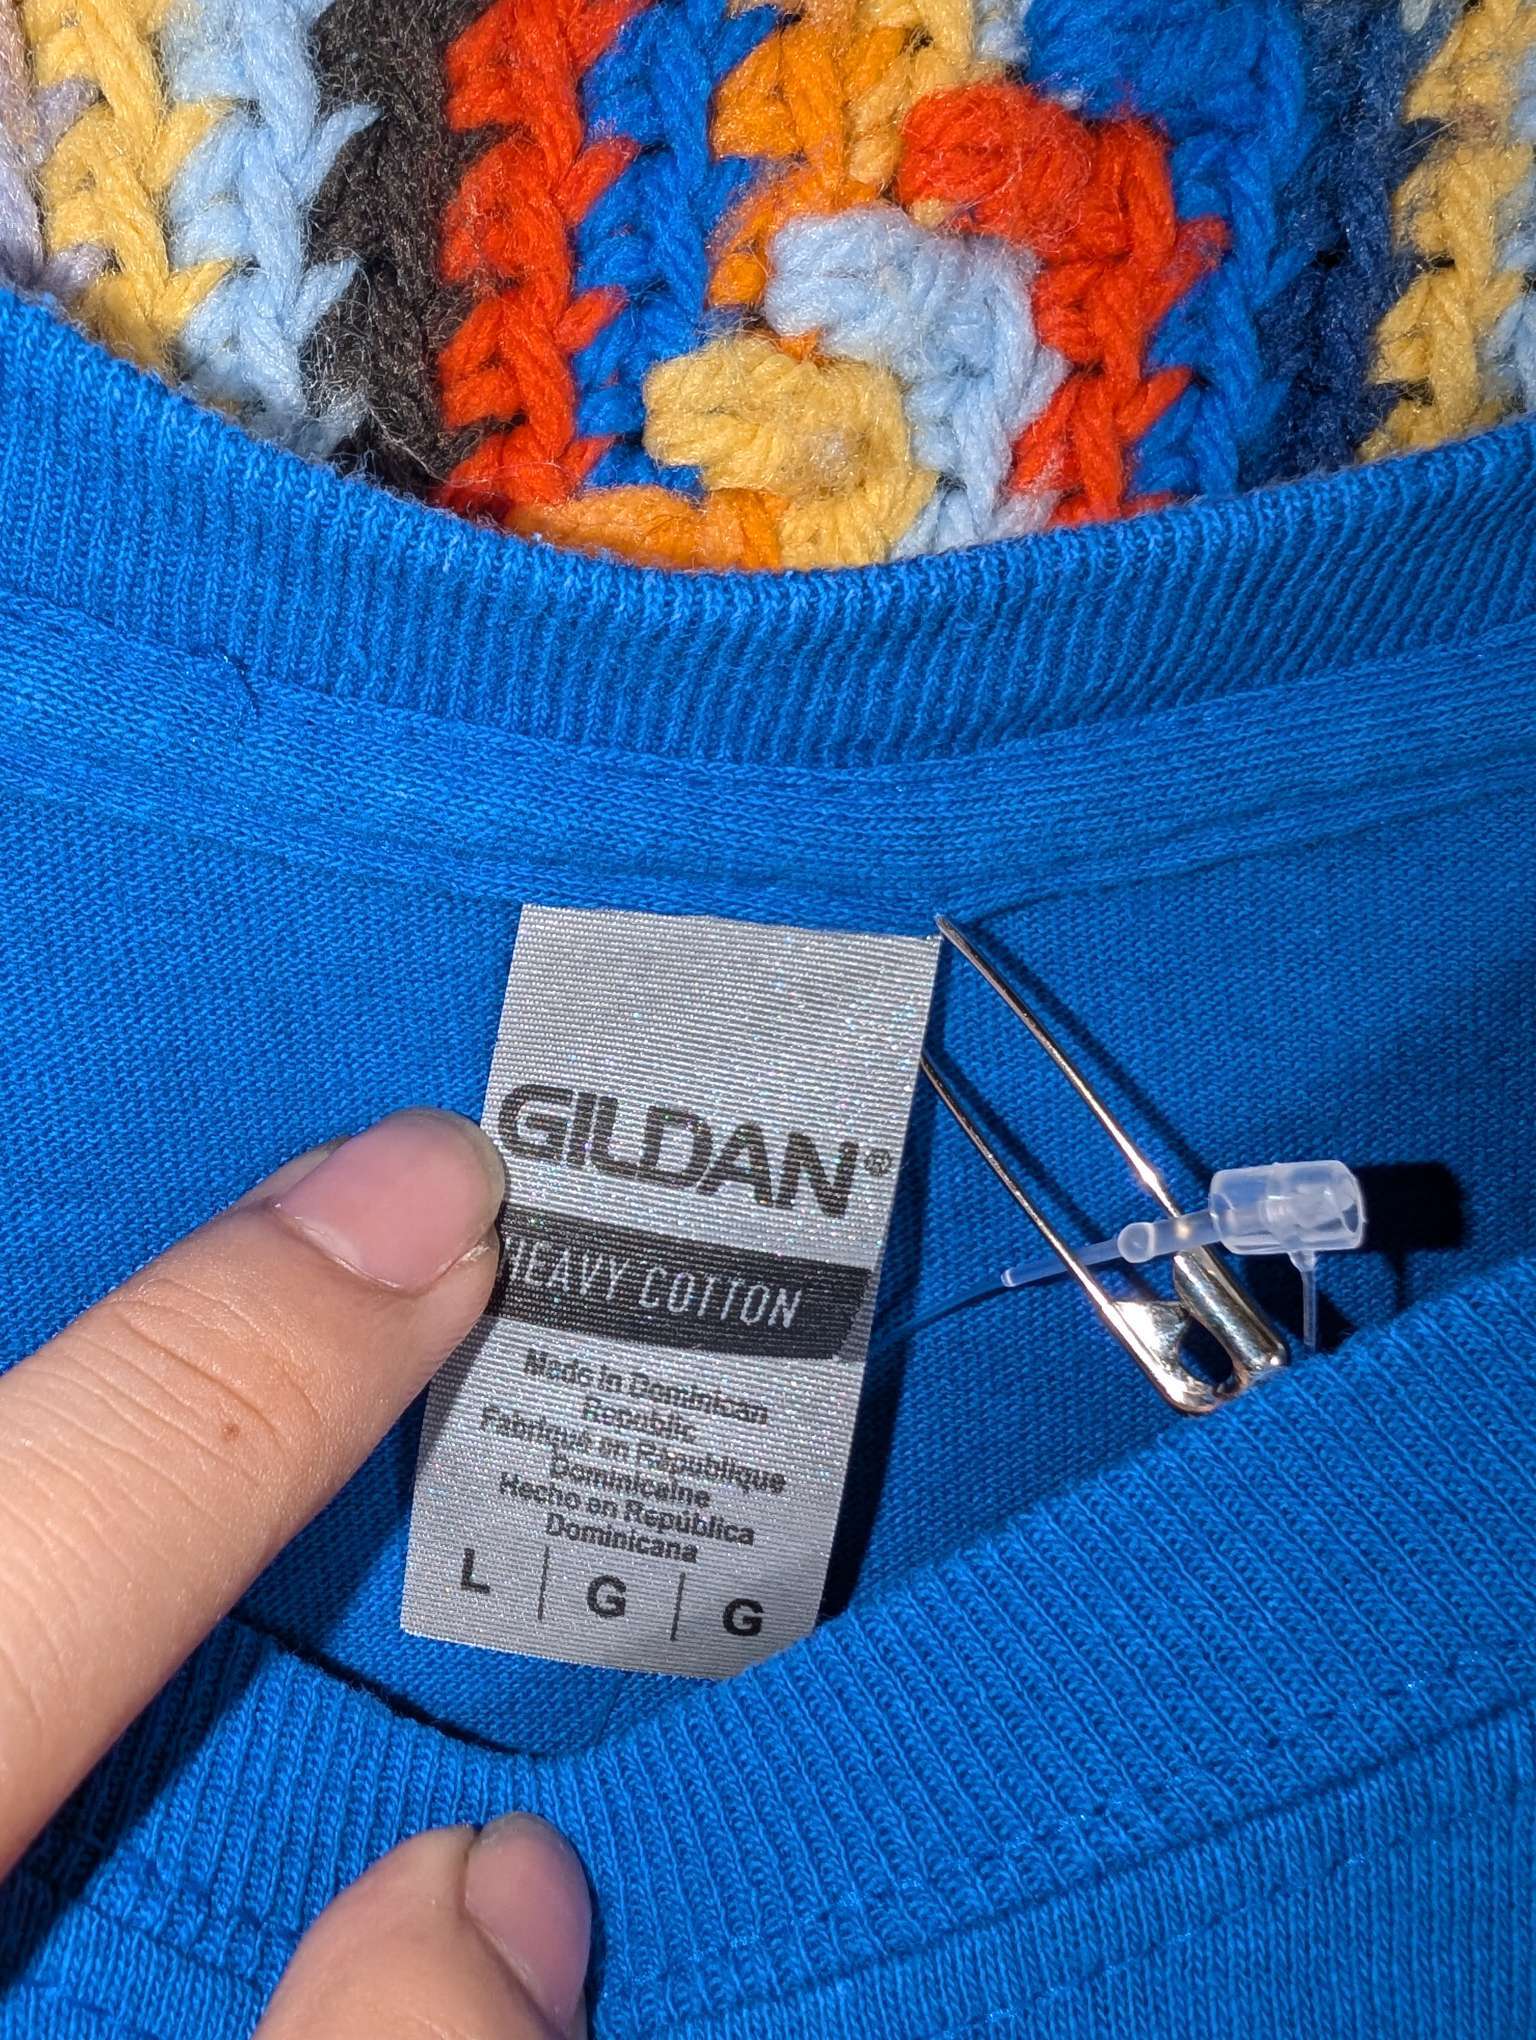 GILDAN®
HEAVY COTTON
Made in Dominican
Republic
Fabriqué en République
Dominicaine
Hecho en República
Dominicana
L | G | G